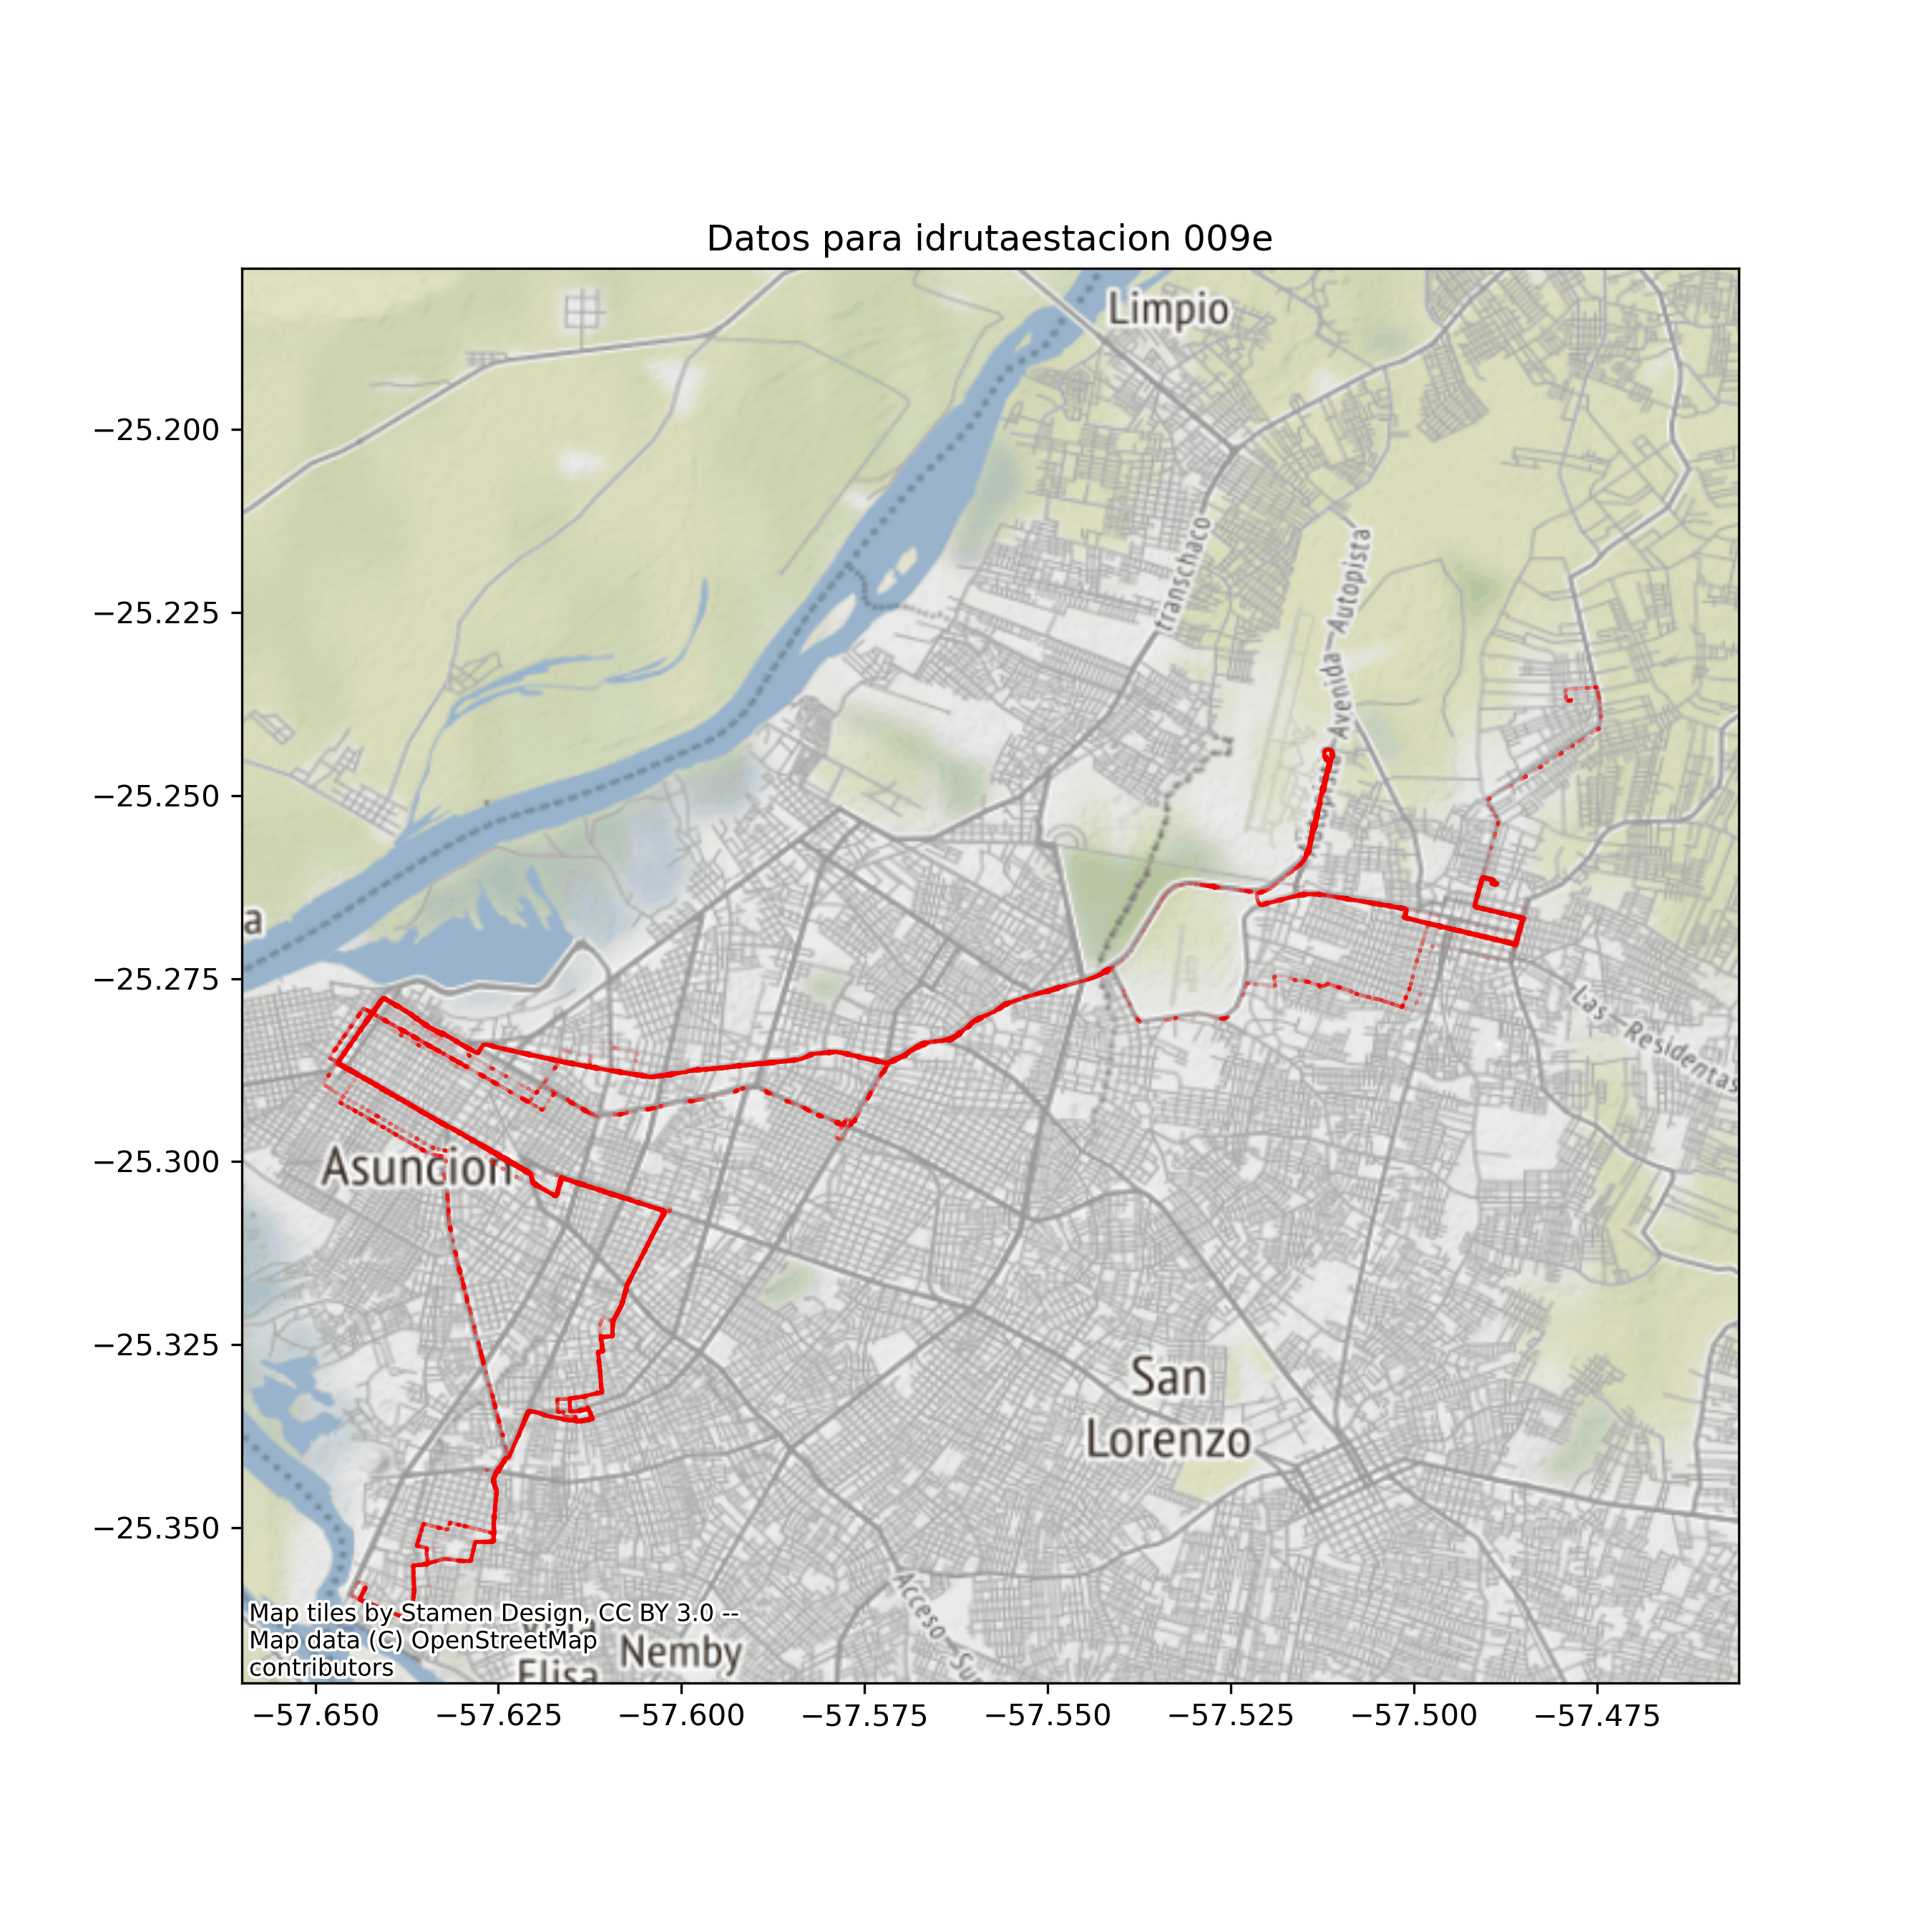 Datos para idrutaestacion 009e
Limpio
transchaco
Avenida Autopista
−25.200
−25.225
−25.250
a
−25.275
Las Residentas
Asuncion
−25.300
−25.325
San
Lorenzo
−25.350
Acceso Su
Map tiles by Stamen Design, CC BY 3.0 --
Map data (C) OpenStreetMap
contributors
Elisa
Nemby
−57.650
−57.625
−57.600
−57.575
−57.550
−57.525
−57.500
−57.475